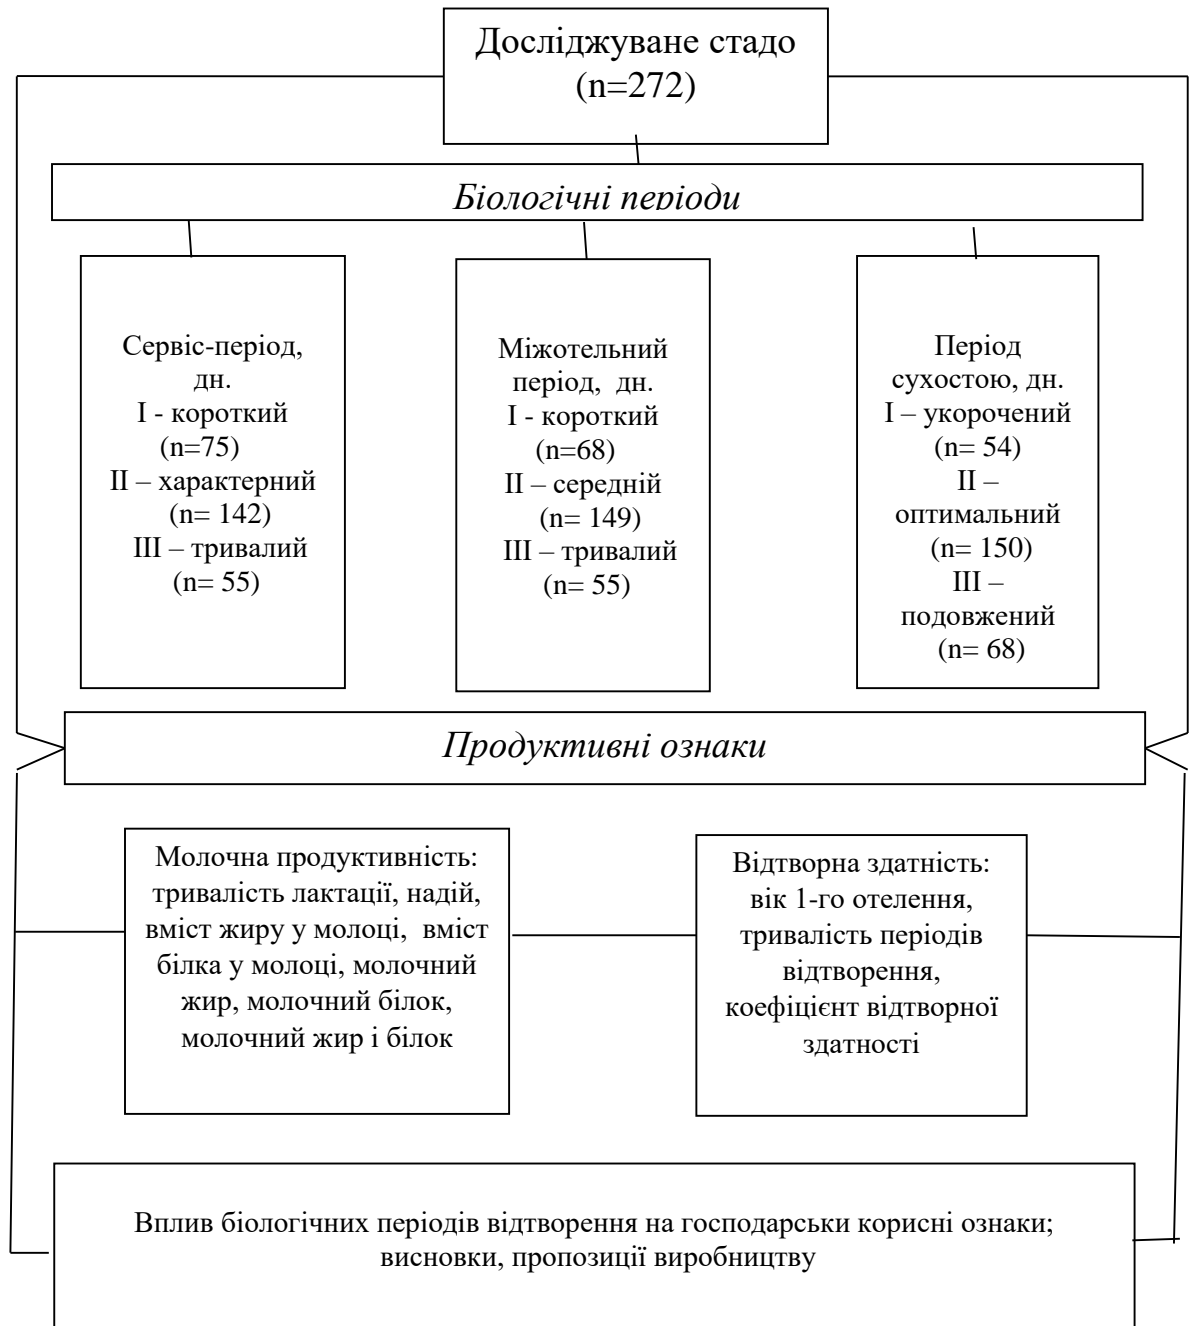 Досліджуване стадо
(n=272)
Біологічні періоди
Сервіс-період,
дн.
I - короткий
(n=75)
II – характерний
(n= 142)
III – тривалий
(n= 55)
Міжотельний
період, дн.
I - короткий
(n=68)
II – середній
(n= 149)
III – тривалий
(n= 55)
Період
сухостою, дн.
I – укорочений
(n= 54)
II –
оптимальний
(n= 150)
III –
подовжений
(n= 68)
Продуктивні ознаки
Молочна продуктивність:
тривалість лактації, надій,
вміст жиру у молоці, вміст
білка у молоці, молочний
жир, молочний білок,
молочний жир і білок
Відтворна здатність:
вік 1-го отелення,
тривалість періодів
відтворення,
коефіцієнт відтворної
здатності
Вплив біологічних періодів відтворення на господарськи корисні ознаки;
висновки, пропозиції виробництву